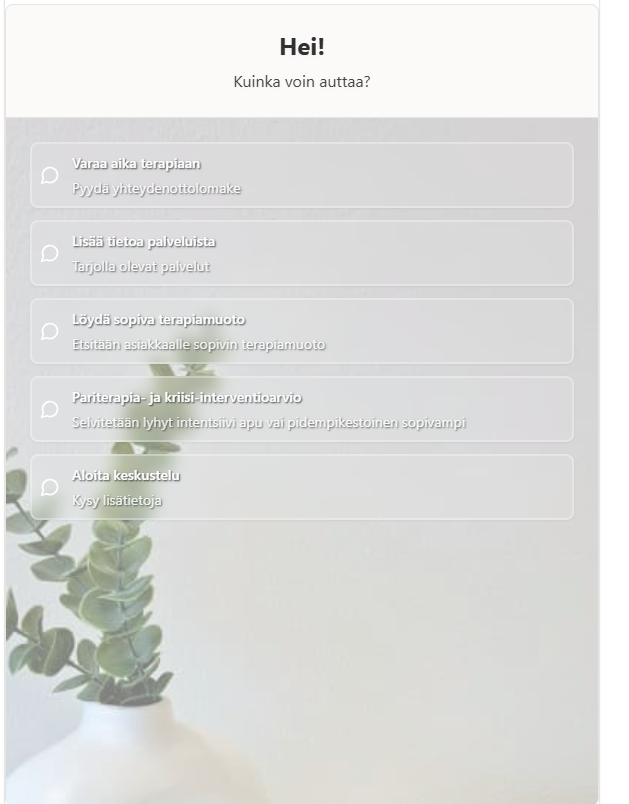 Hei!
Kuinka voin auttaa?
Varaa aika terapiaan
Pyydä yhteydenottolomake
Lisää tietoa palveluista
Tarjolla olevat palvelut
Löydä sopiva terapiamuoto
Etsitään asiakkaalle sopivin terapiamuoto
Pariterapia- ja kriisi-interventioarvio
Selvitetään lyhyt intentsiivi apu vai pidempikestoinen sopivampi
Aloita keskustelu
Kysy lisätietoja